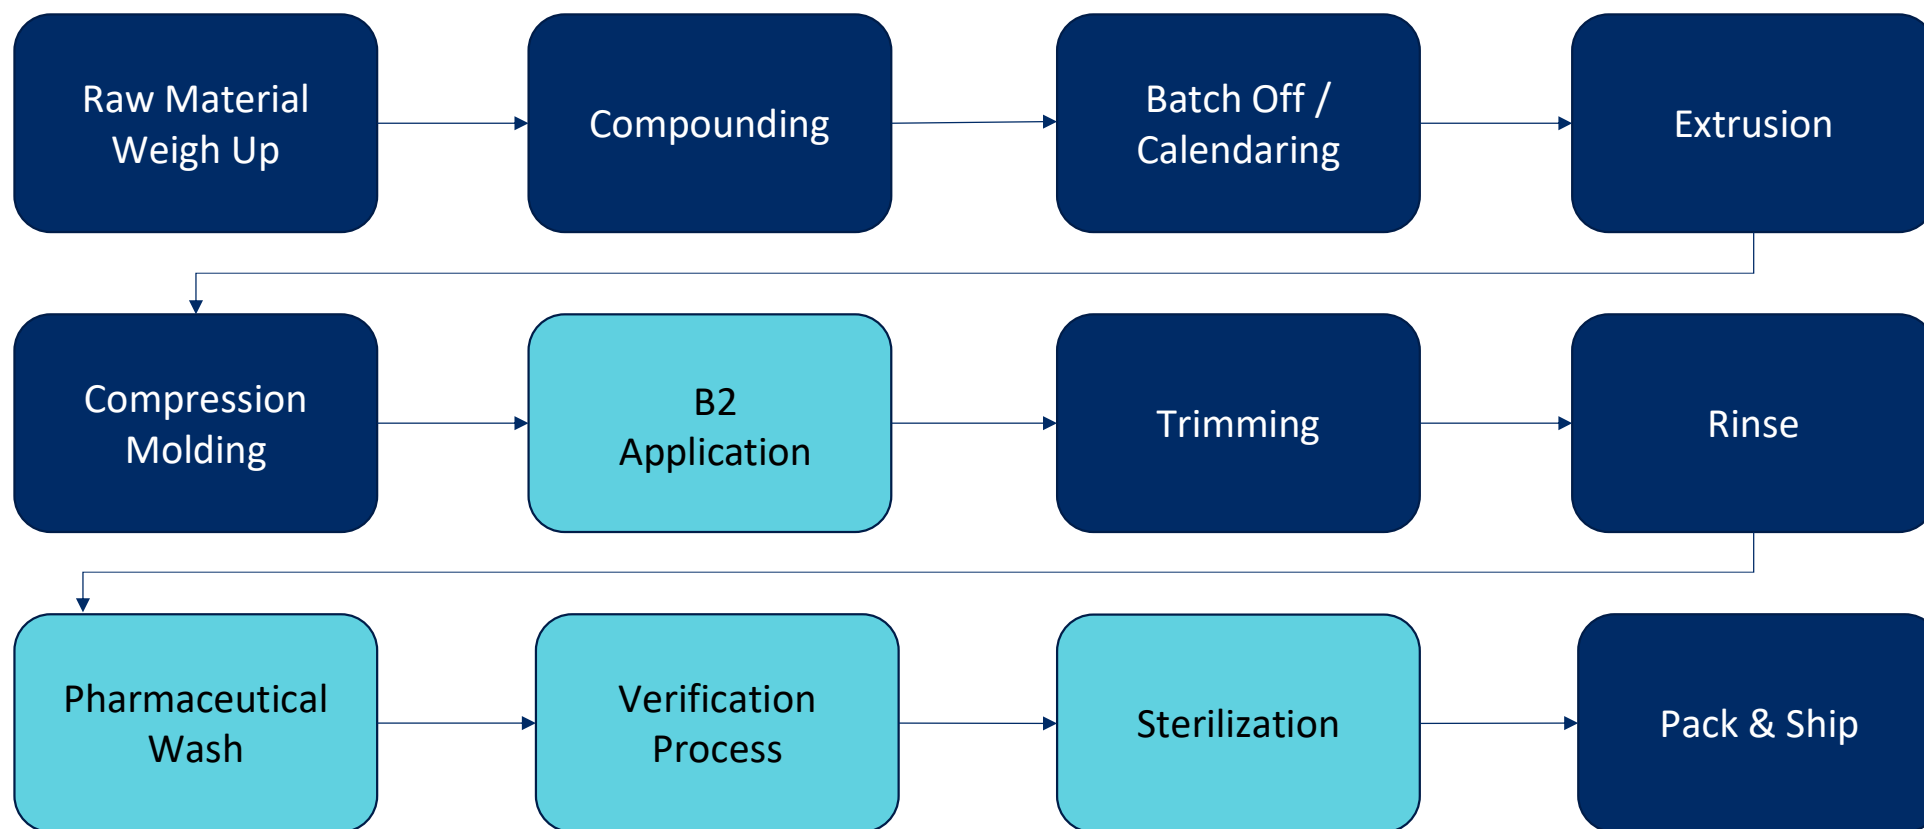 Raw Material
Weigh Up
Compounding
Batch Off /
Calendaring
Extrusion
Compression
Molding
B2
Application
Trimming
Rinse
Pharmaceutical
Wash
Verification
Process
Sterilization
Pack & Ship